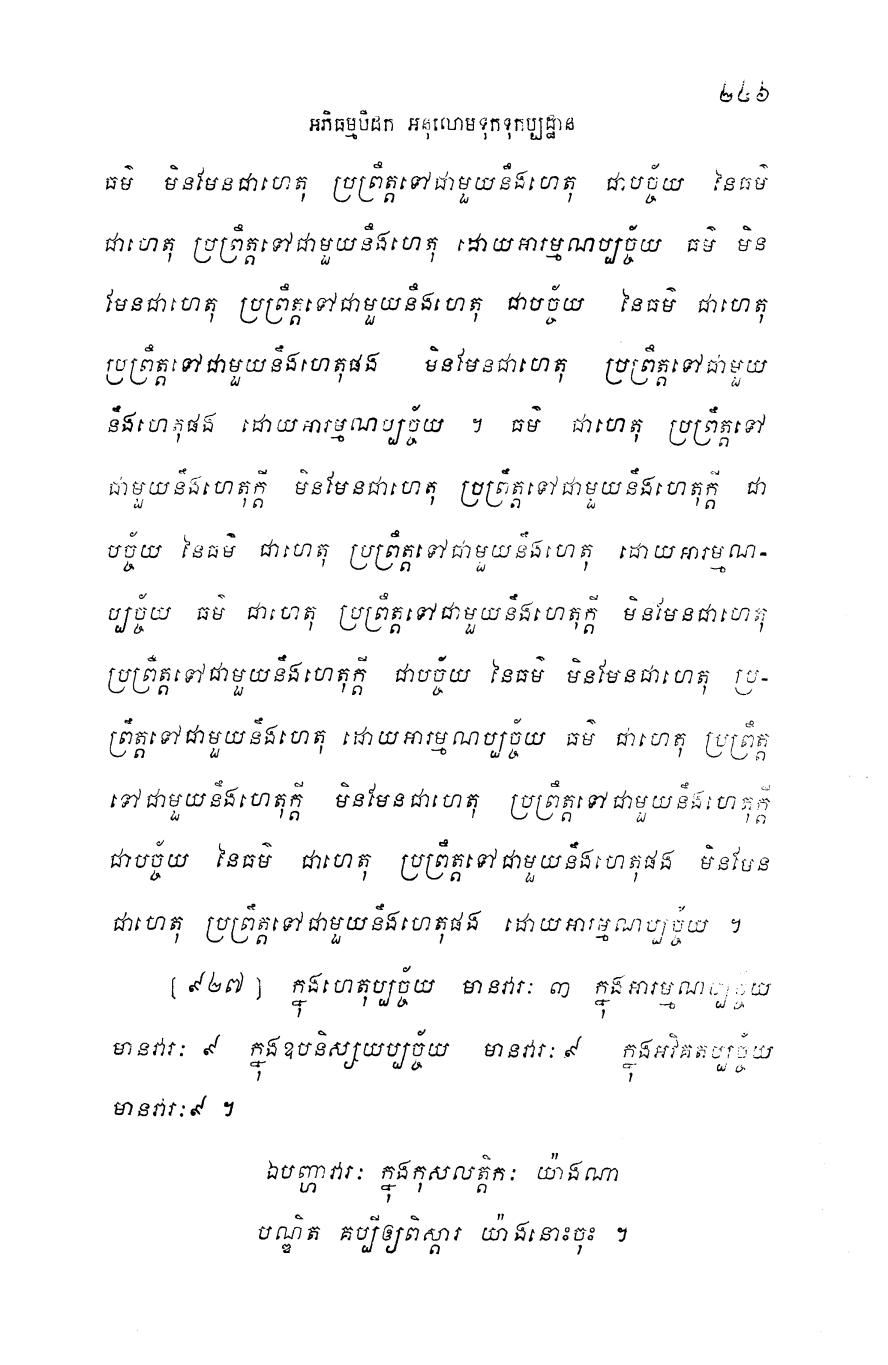 ២៤៦
អភិធម្មបិដក អនុលោមទុកទុកប្បដ្ឋាន
ធម៌ មិនមែនជាហេតុ ប្រព្រឹត្តទៅជាមួយនឹងហេតុ ជាបច្ច័យ នៃធម៌
ជាហេតុ ប្រព្រឹត្តទៅជាមួយនឹងហេតុ ដោយអារម្មណប្បច្ច័យ ធម៌ មិន
មែនជាហេតុ ប្រព្រឹត្តទៅជាមួយនឹងហេតុ ជាបច្ច័យ នៃធម៌ ជាហេតុ
ប្រព្រឹត្តទៅជាមួយនឹងហេតុផង មិនមែនជាហេតុ ប្រព្រឹត្តទៅជាមួយ
នឹងហេតុផង ដោយអារម្មណប្បច្ច័យ ។ ធម៌ ជាហេតុ ប្រព្រឹត្តទៅ
ជាមួយនឹងហេតុក្តី មិនមែនជាហេតុ ប្រព្រឹត្តទៅជាមួយនឹងហេតុក្តី ជា
បច្ច័យ នៃធម៌ ជាហេតុ ប្រព្រឹត្តទៅជាមួយនឹងហេតុ ដោយអារម្មណ-
ប្បច្ច័យ ធម៌ ជាហេតុ ប្រព្រឹត្តទៅជាមួយនឹងហេតុក្តី មិនមែនជាហេតុ
ប្រព្រឹត្តទៅជាមួយនឹងហេតុក្តី ជាបច្ច័យ នៃធម៌ មិនមែនជាហេតុ ប្រ-
ព្រឹត្តទៅជាមួយនឹងហេតុ ដោយអារម្មណប្បច្ច័យ ធម៌ ជាហេតុ ប្រព្រឹត្ត
ទៅជាមួយនឹងហេតុក្តី មិនមែនជាហេតុ ប្រព្រឹត្តទៅជាមួយនឹងហេតុក្តី
ជាបច្ច័យ នៃធម៌ ជាហេតុ ប្រព្រឹត្តទៅជាមួយនឹងហេតុផង មិនមែន
ជាហេតុ ប្រព្រឹត្តទៅជាមួយនឹងហេតុផង ដោយអារម្មណប្បច្ច័យ ។
[ ៩២៧ ] ក្នុងហេតុប្បច្ច័យ មានវារៈ ៣ ក្នុងអារម្មណប្បច្ច័យ
មានវារៈ ៩ ក្នុងឧបនិស្សយប្បច្ច័យ មានវារៈ ៩ ក្នុងអវិគតប្បច្ច័យ
មានវារៈ៩ ។
ឯបញ្ហាវារៈ ក្នុងកុសលត្តិកៈ យ៉ាងណា
បណ្ឌិត គប្បីឲ្យពិស្តារ យ៉ាងនោះចុះ ។